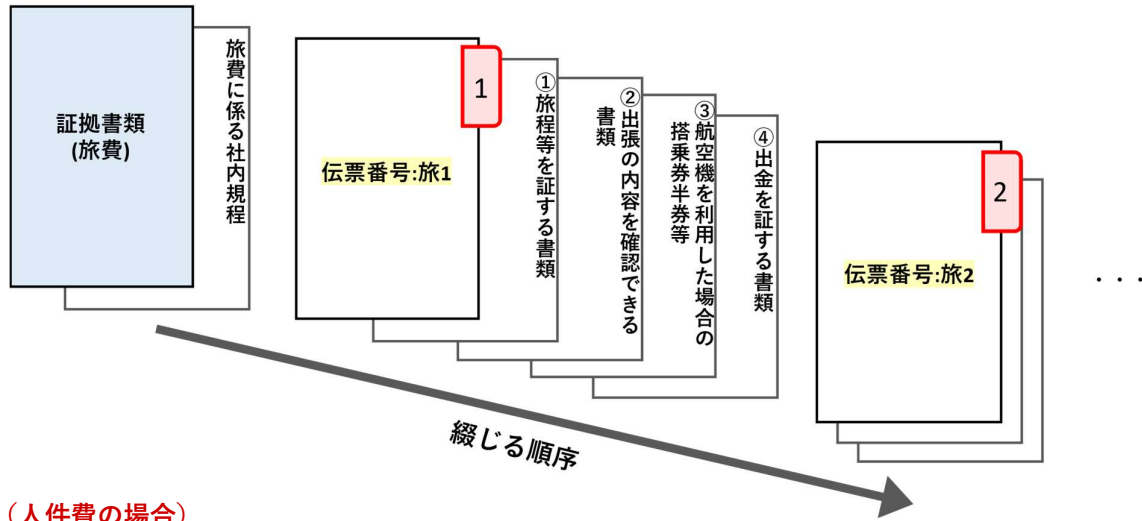 証拠書類
(旅費)
旅費に係る社内規程
伝票番号:旅1
1
①旅程等を証する書類
②出張の内容を確認できる
書類
③航空機を利用した場合の
搭乗券半券等
④出金を証する書類
伝票番号:旅2
2
・・・
綴じる順序
(人件費の場合)